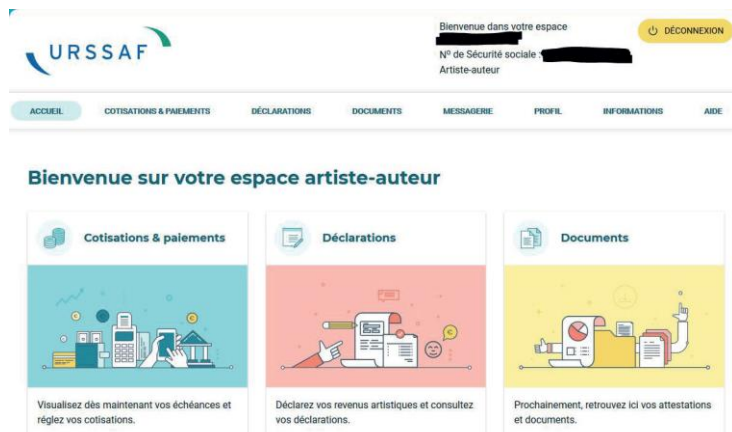 Bienvenue dans votre espace
DÉCONNEXION
URSSAF
Nº de Sécurité sociale :
Artiste-auteur
ACCUEIL COTISATIONS & PAIEMENTS DÉCLARATIONS DOCUMENTS MESSAGERIE PROFIL INFORMATIONS AIDE
Bienvenue sur votre espace artiste-auteur
Cotisations & paiements
Déclarations
Documents
Visualisez dès maintenant vos échéances et
réglez vos cotisations.
Déclarez vos revenus artistiques et consultez
vos déclarations.
Prochainement, retrouvez ici vos attestations
et documents.